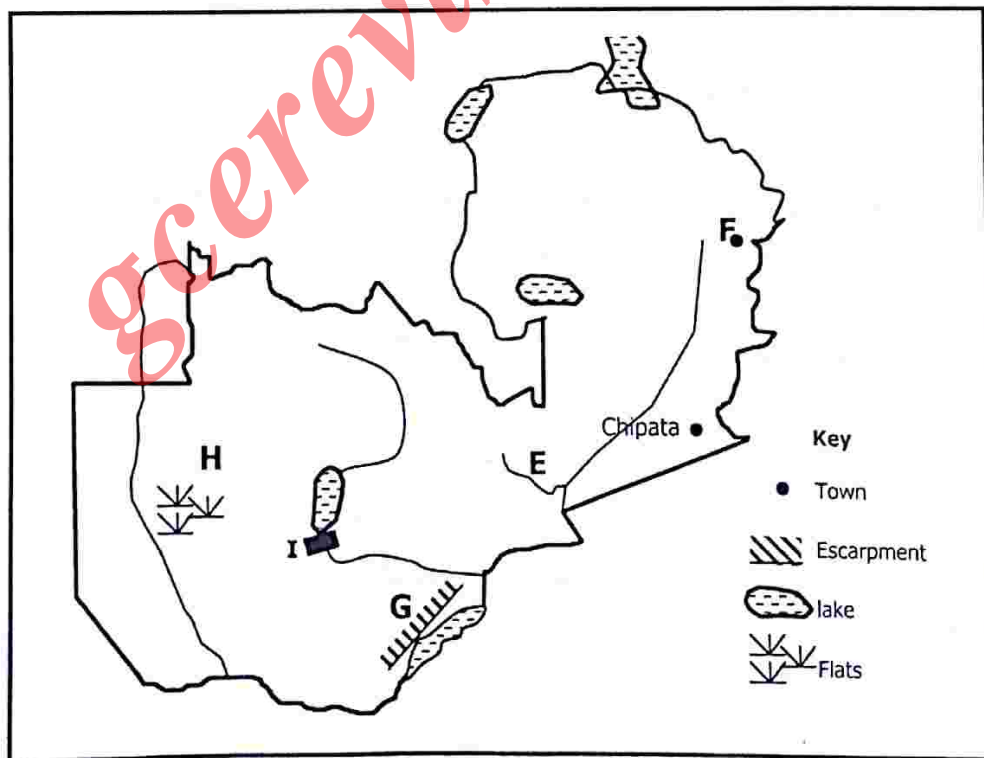 gcerev
F
Chipata
E
H
I
G
Key
Town
Escarpment
lake
Flats